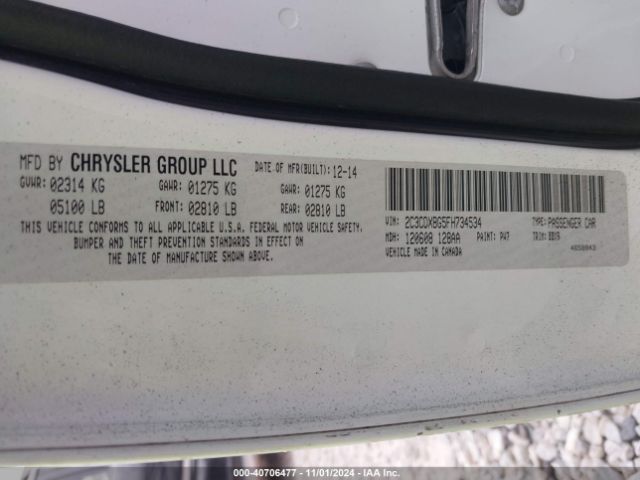 MFD BY CHRYSLER GROUP LLC DATE OF MFR(BUILT): 12-14
GVWR: 02314 KG GAWR: 01275 KG GAWR: 01275 KG
05100 LB FRONT: 02810 LB REAR: 02810 LB
THIS VEHICLE CONFORMS TO ALL APPLICABLE U.S.A. FEDERAL MOTOR VEHICLE SAFETY,
BUMPER AND THEFT PREVENTION STANDARDS IN EFFECT ON
THE DATE OF MANUFACTURE SHOWN ABOVE.
VIN: 2C3CDXBG5FH734534 TYPE: PASSENGER CAR
MDH: 120608 12BAA PAINT: PW7 TRIM:
VEHICLE MADE IN CANADA
000-40706477 - 11/01/2024 - IAA Inc.